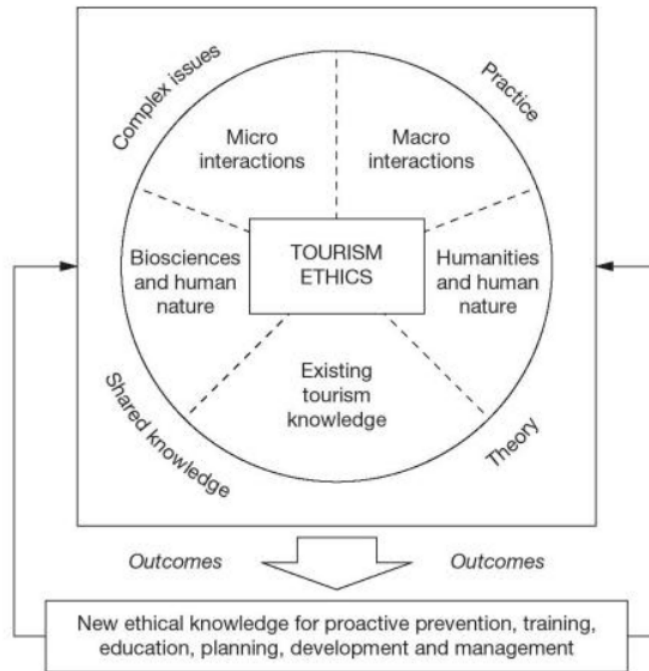 Complex issues
Practice
Micro
interactions
Macro
interactions
Biosciences
and human
nature
TOURISM
ETHICS
Humanities
and human
nature
Existing
tourism
knowledge
Shared knowledge
Theory
Outcomes
Outcomes
New ethical knowledge for proactive prevention, training,
education, planning, development and management